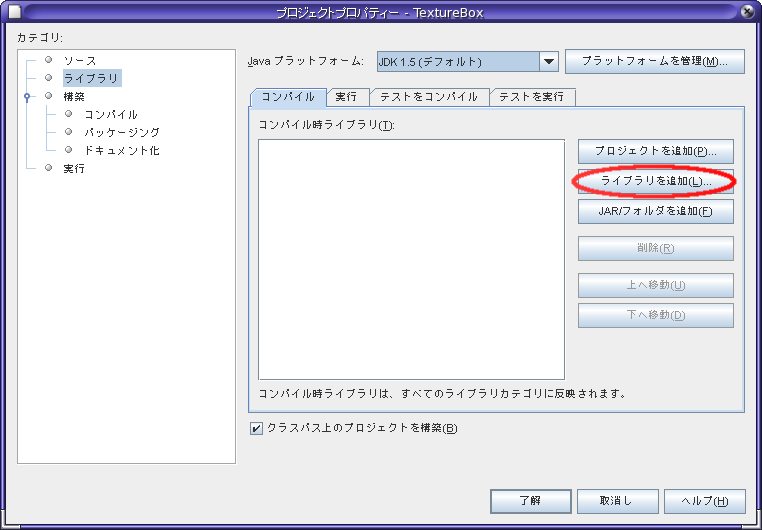 プロジェクトプロパティー - TextureBox
カテゴリ:
ソース
ライブラリ
構築
コンパイル
パッケージング
ドキュメント化
実行
Java プラットフォーム:
JDK 1.5 (デフォルト)
プラットフォームを管理(M)...
コンパイル
実行
テストをコンパイル
テストを実行
コンパイル時ライブラリ(T):
プロジェクトを追加(P)...
ライブラリを追加(L)...
JAR/フォルダを追加(F)
削除(R)
上へ移動(U)
下へ移動(D)
コンパイル時ライブラリは、すべてのライブラリカテゴリに反映されます。
クラスパス上のプロジェクトを構築(B)
了解
取消し
ヘルプ(H)